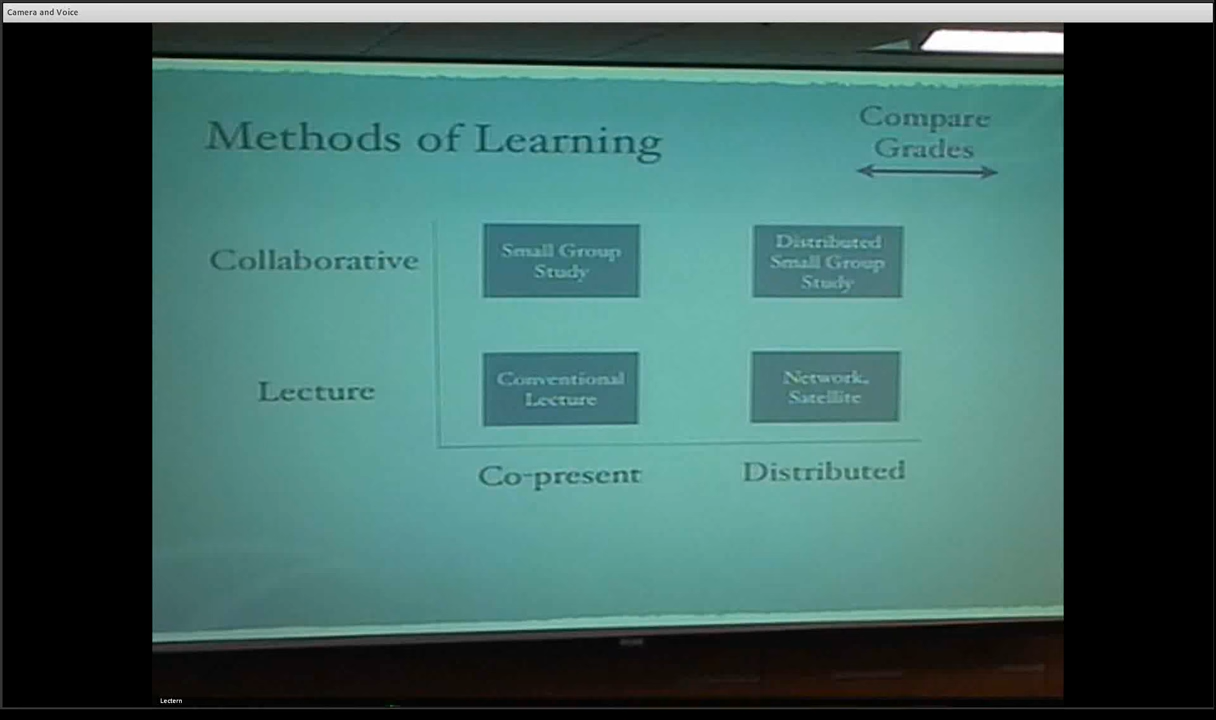 Camera and Voice
Methods of Learning
Compare
Grades
Collaborative
Small Group
Study
Distributed
Small Group
Study
Lecture
Conventional
Lecture
Network,
Satellite
Co-present
Distributed
Lectern